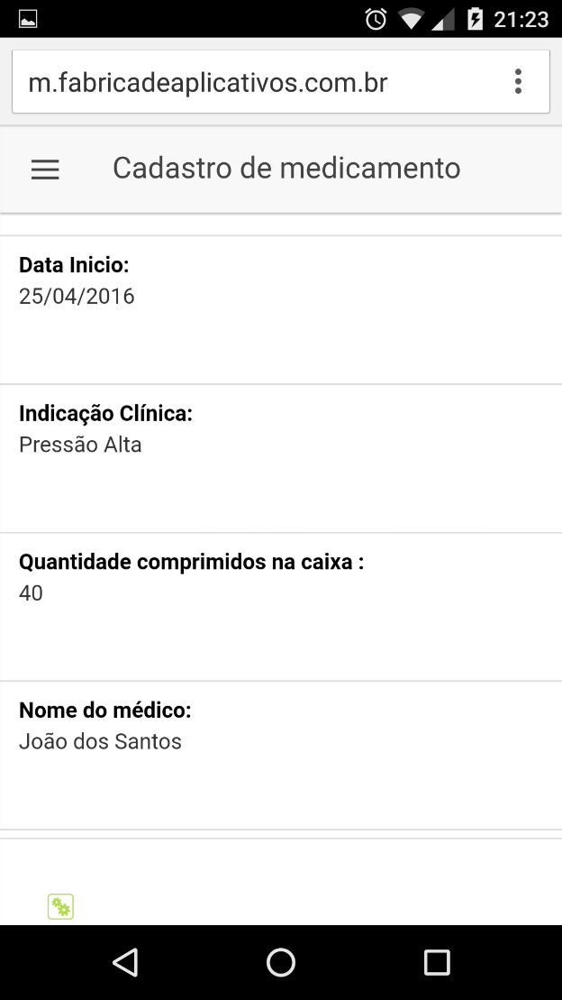 21:23
m.fabricadeaplicativos.com.br
Cadastro de medicamento
Data Inicio:
25/04/2016
Indicação Clínica:
Pressão Alta
Quantidade comprimidos na caixa :
40
Nome do médico:
João dos Santos